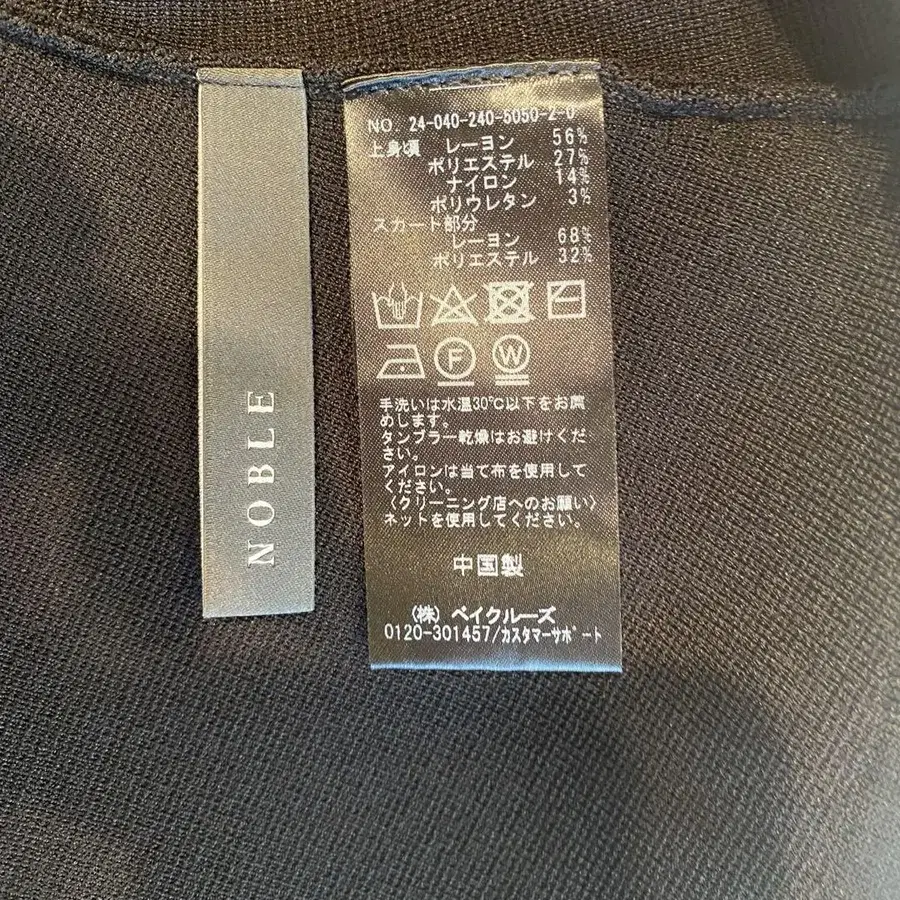 NOBLE
NO. 24-040-240-5050-2-0
上身頃 レーヨン 56%
ポリエステル 27%
ナイロン 14%
ポリウレタン 3%
スカート部分
レーヨン 68%
ポリエステル 32%
F W
手洗いは水温30℃以下をお薦
めします。
タンブラー乾燥はお避けくだ
さい。
アイロンは当て布を使用して
ください。
〈クリーニング店へのお願い〉
ネットを使用してください。
中国製
(株) ベイクルーズ
0120-301457/カスタマーサポート